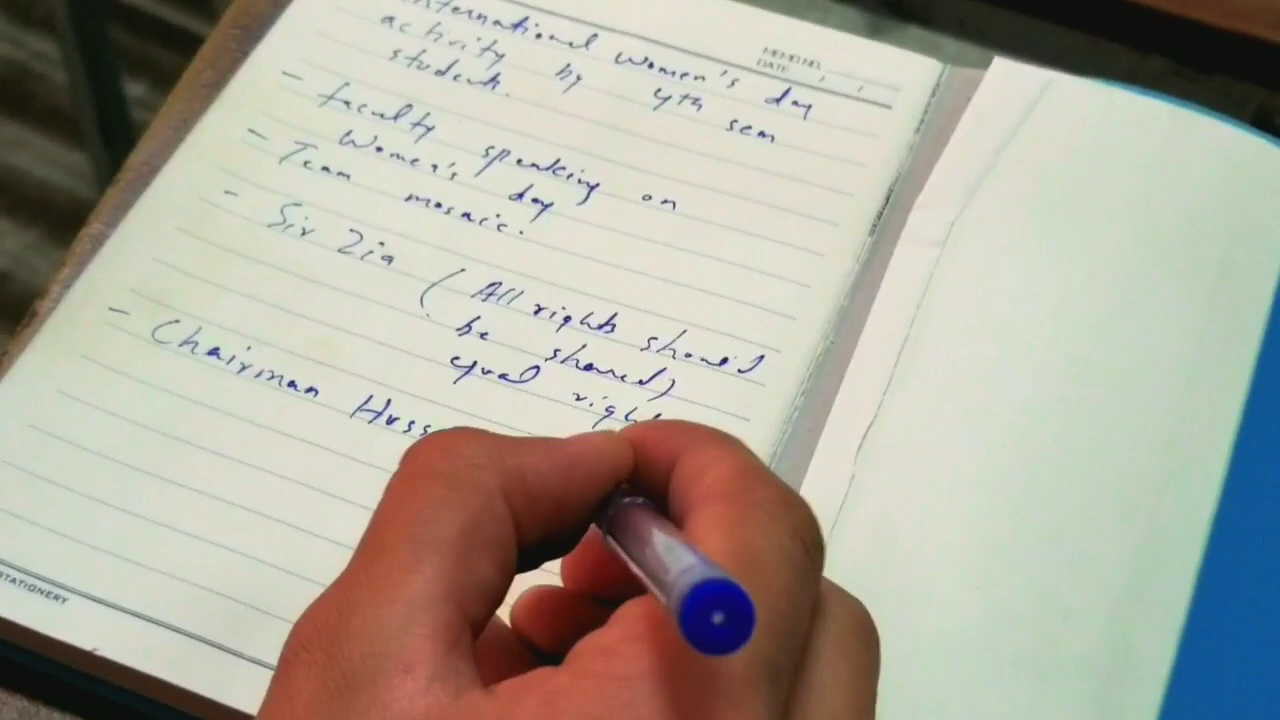 International Women's day
activity by 4th sem
students.
MEMO NO.
DATE / /
- faculty speaking on
Women's day
- Team mosaic.
- Sir Zia ( All rights should
be shared)
equal right
- Chairman Huss
STATIONERY